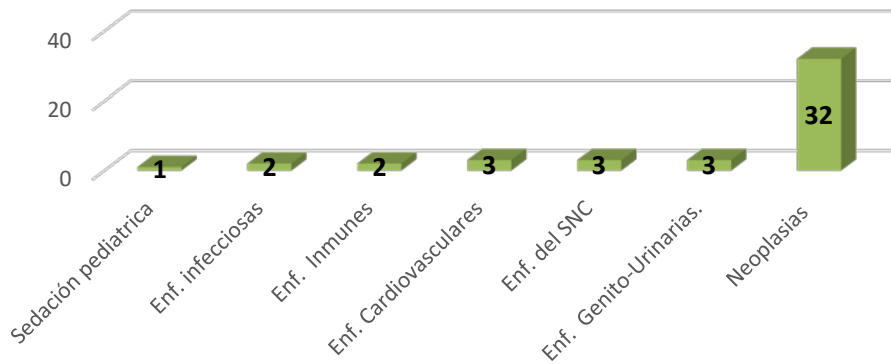 40
20
0
1
2
2
3
3
3
32
Sedación pediatrica
Enf. infecciosas
Enf. Inmunes
Enf. Cardiovasculares
Enf. del SNC
Enf. Genito-Urinarias.
Neoplasias